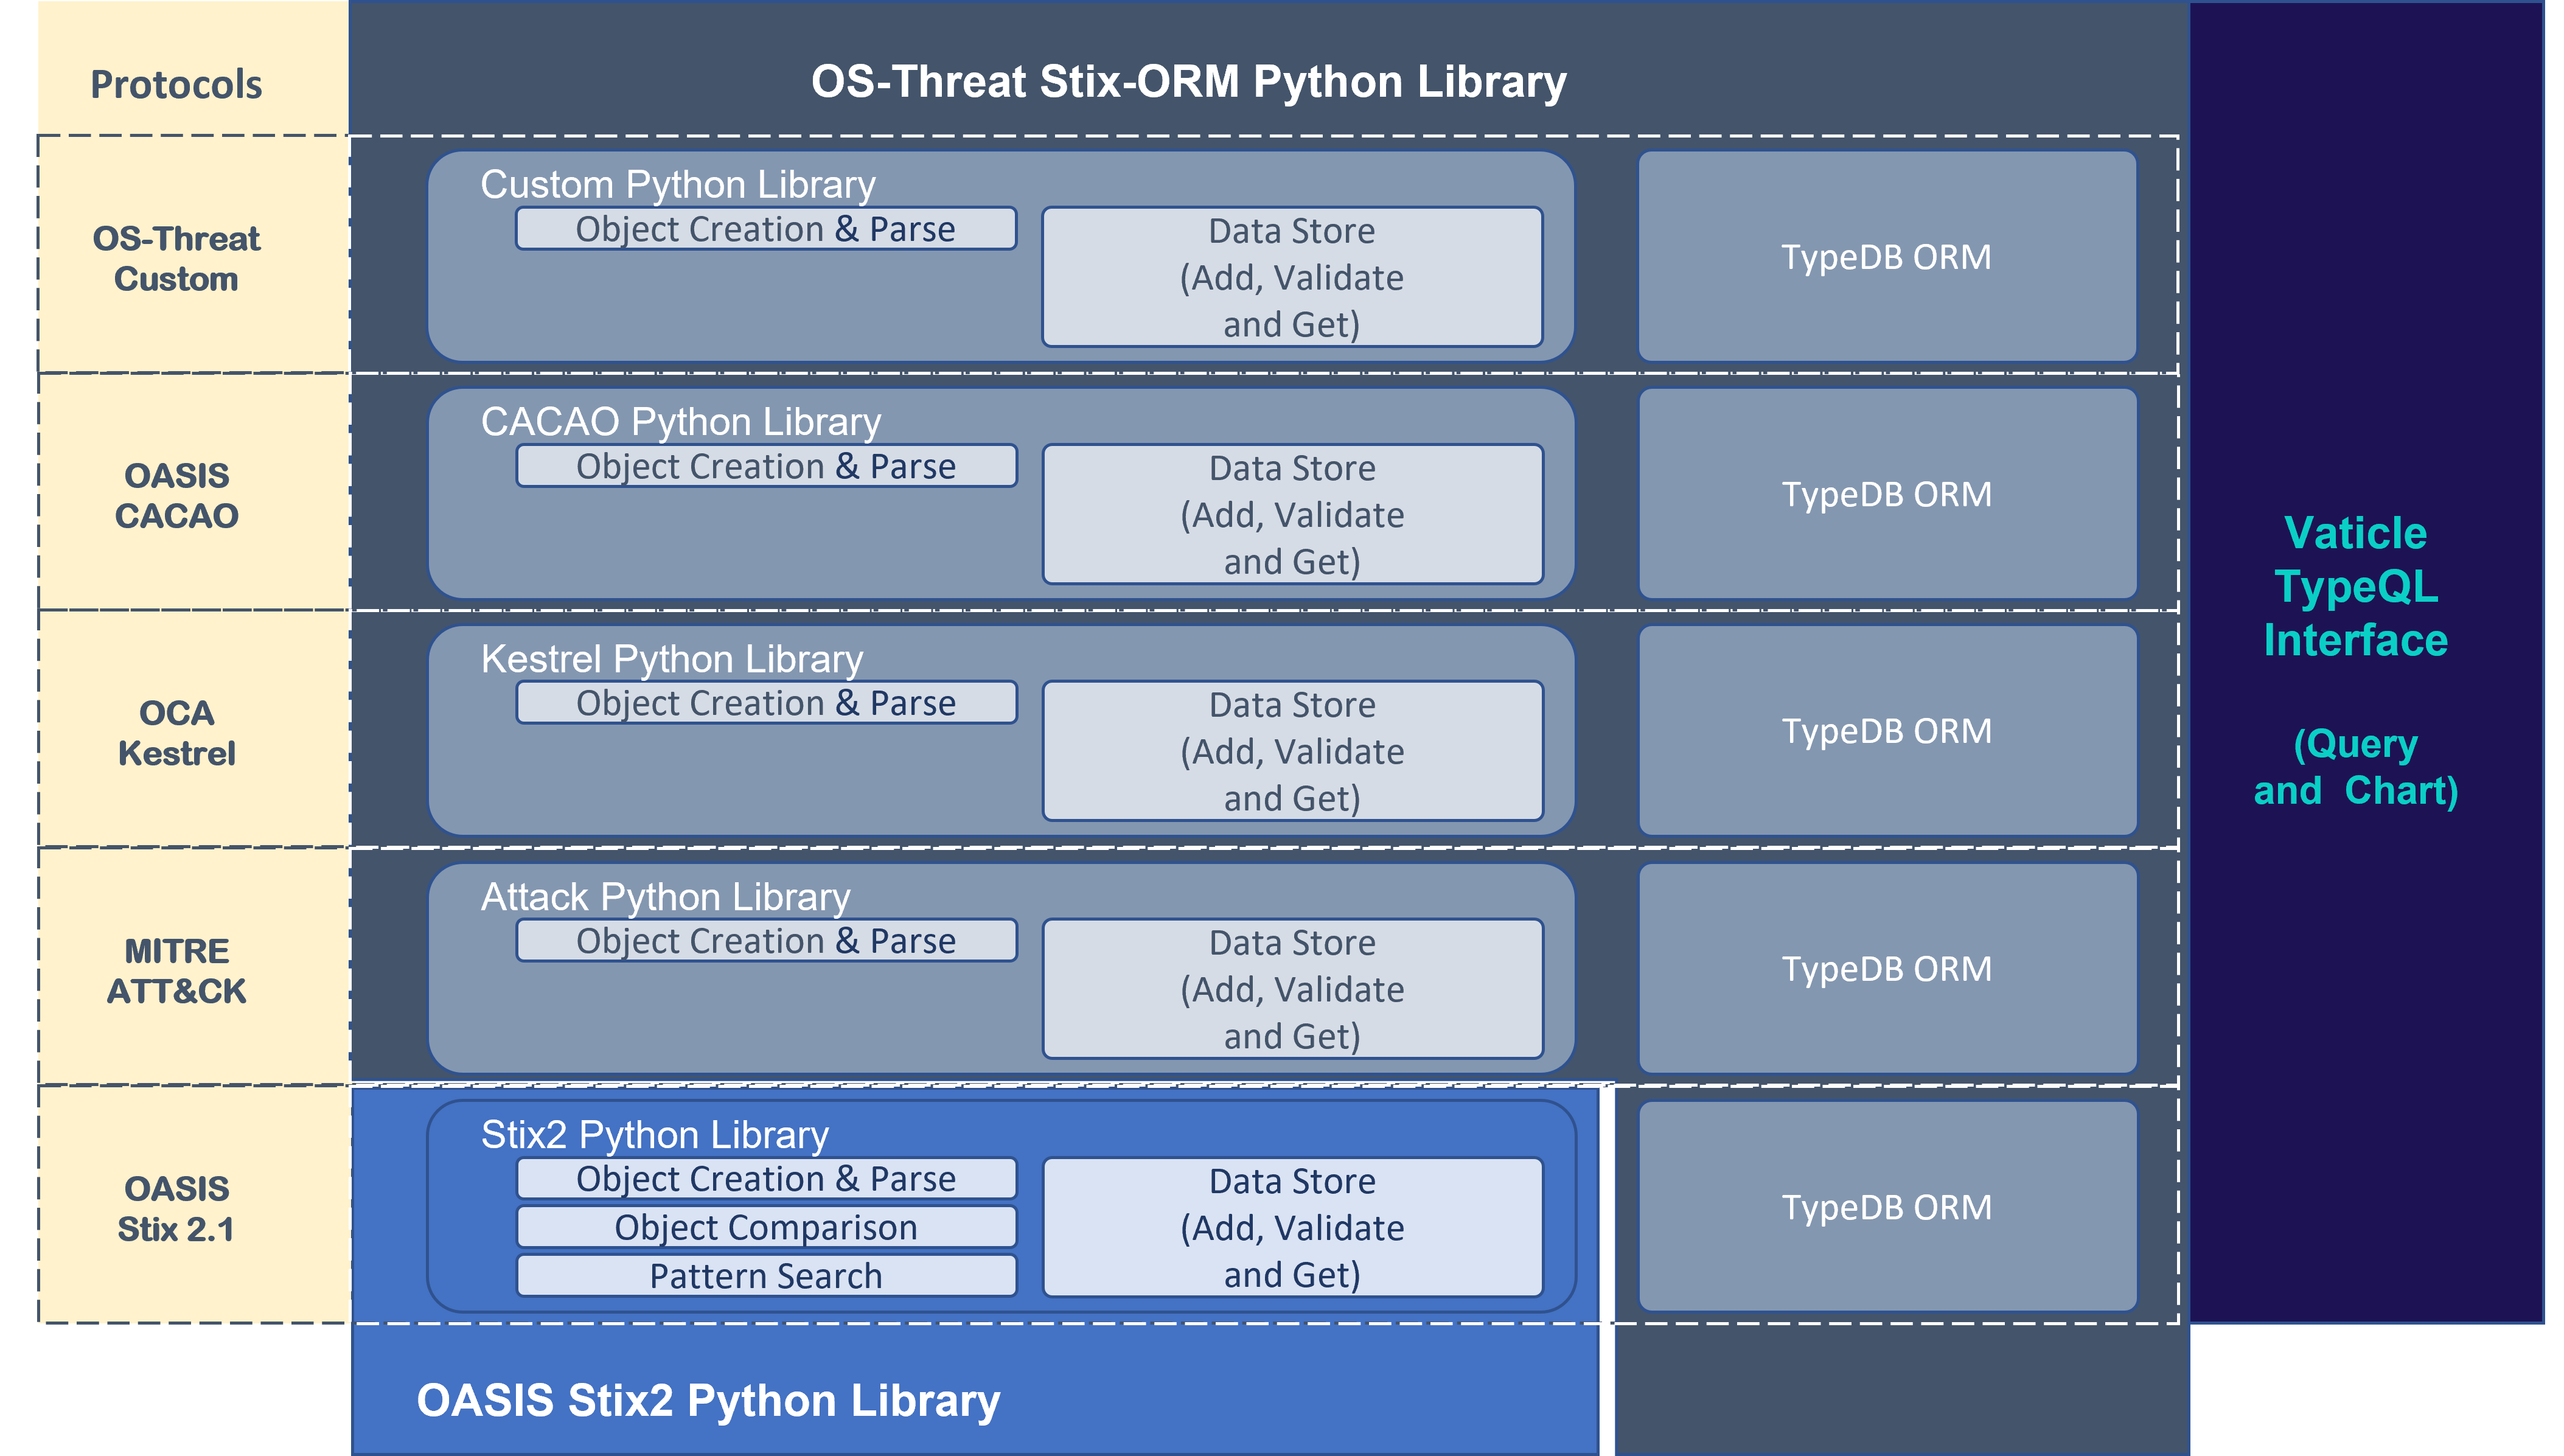 Protocols
OS-Threat Stix-ORM Python Library
OS-Threat
Custom
Custom Python Library
Object Creation & Parse
Data Store
(Add, Validate
and Get)
TypeDB ORM
OASIS
CACAO
CACAO Python Library
Object Creation & Parse
Data Store
(Add, Validate
and Get)
TypeDB ORM
OCA
Kestrel
Kestrel Python Library
Object Creation & Parse
Data Store
(Add, Validate
and Get)
TypeDB ORM
MITRE
ATT&CK
Attack Python Library
Object Creation & Parse
Data Store
(Add, Validate
and Get)
TypeDB ORM
OASIS
Stix 2.1
Stix2 Python Library
Object Creation & Parse
Object Comparison
Pattern Search
Data Store
(Add, Validate
and Get)
TypeDB ORM
OASIS Stix2 Python Library
Vaticle
TypeQL
Interface
(Query
and Chart)